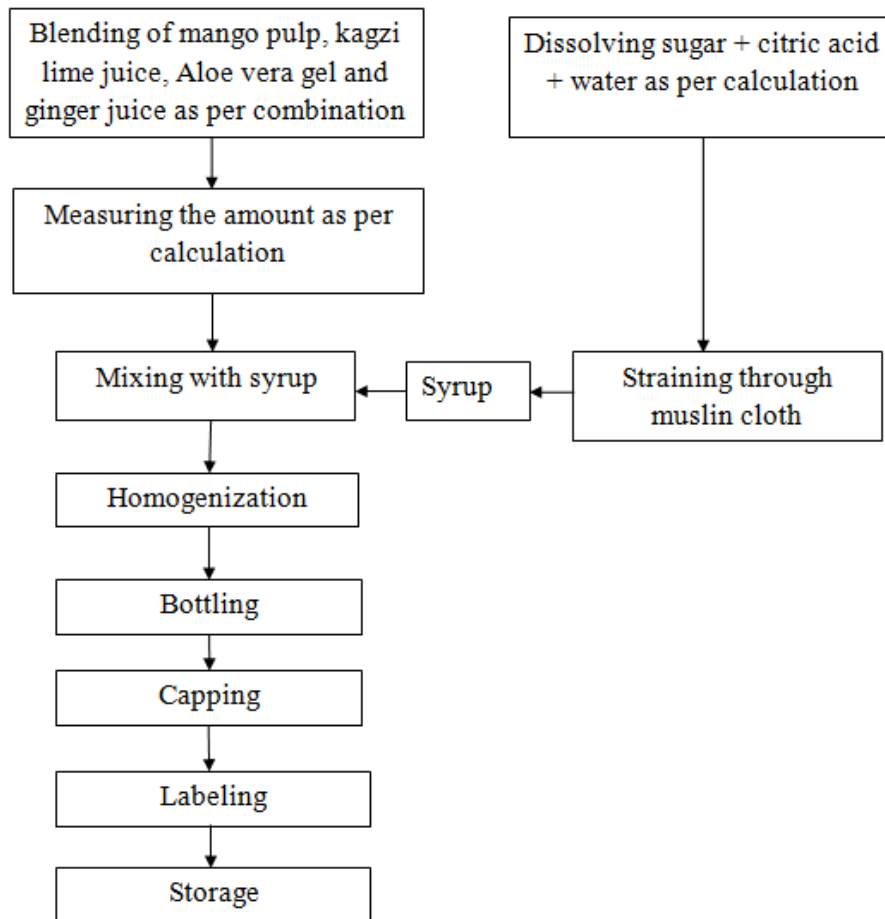 Blending of mango pulp, kagzi
lime juice, Aloe vera gel and
ginger juice as per combination
Dissolving sugar + citric acid
+ water as per calculation
Measuring the amount as per
calculation
Mixing with syrup
Syrup
Straining through
muslin cloth
Homogenization
Bottling
Capping
Labeling
Storage